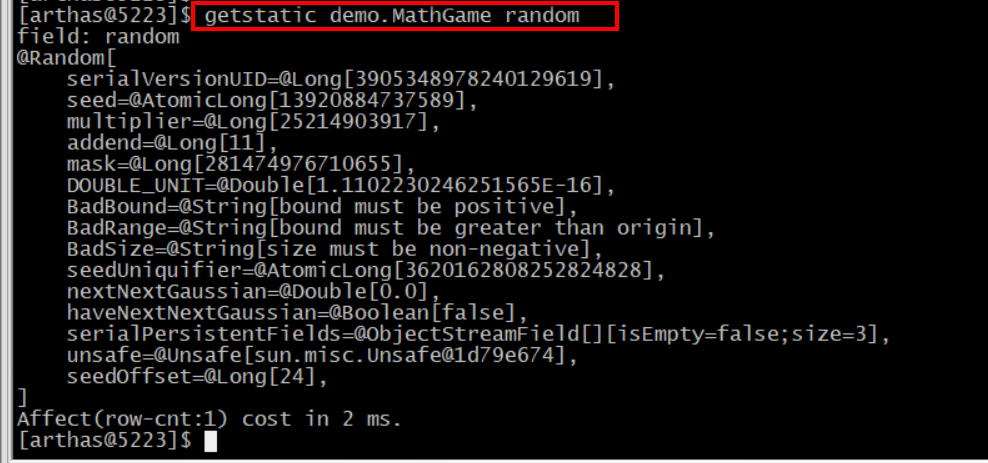 [arthas@5223]$ getstatic demo.MathGame random
field: random
@Random[
    serialVersionUID=@Long[3905348978240129619],
    seed=@AtomicLong[13920884737589],
    multiplier=@Long[25214903917],
    addend=@Long[11],
    mask=@Long[281474976710655],
    DOUBLE_UNIT=@Double[1.1102230246251565E-16],
    BadBound=@String[bound must be positive],
    BadRange=@String[bound must be greater than origin],
    BadSize=@String[size must be non-negative],
    seedUniquifier=@AtomicLong[3620162808252824828],
    nextNextGaussian=@Double[0.0],
    haveNextNextGaussian=@Boolean[false],
    serialPersistentFields=@ObjectStreamField[][isEmpty=false;size=3],
    unsafe=@Unsafe[sun.misc.Unsafe@1d79e674],
    seedOffset=@Long[24],
]
Affect(row-cnt:1) cost in 2 ms.
[arthas@5223]$